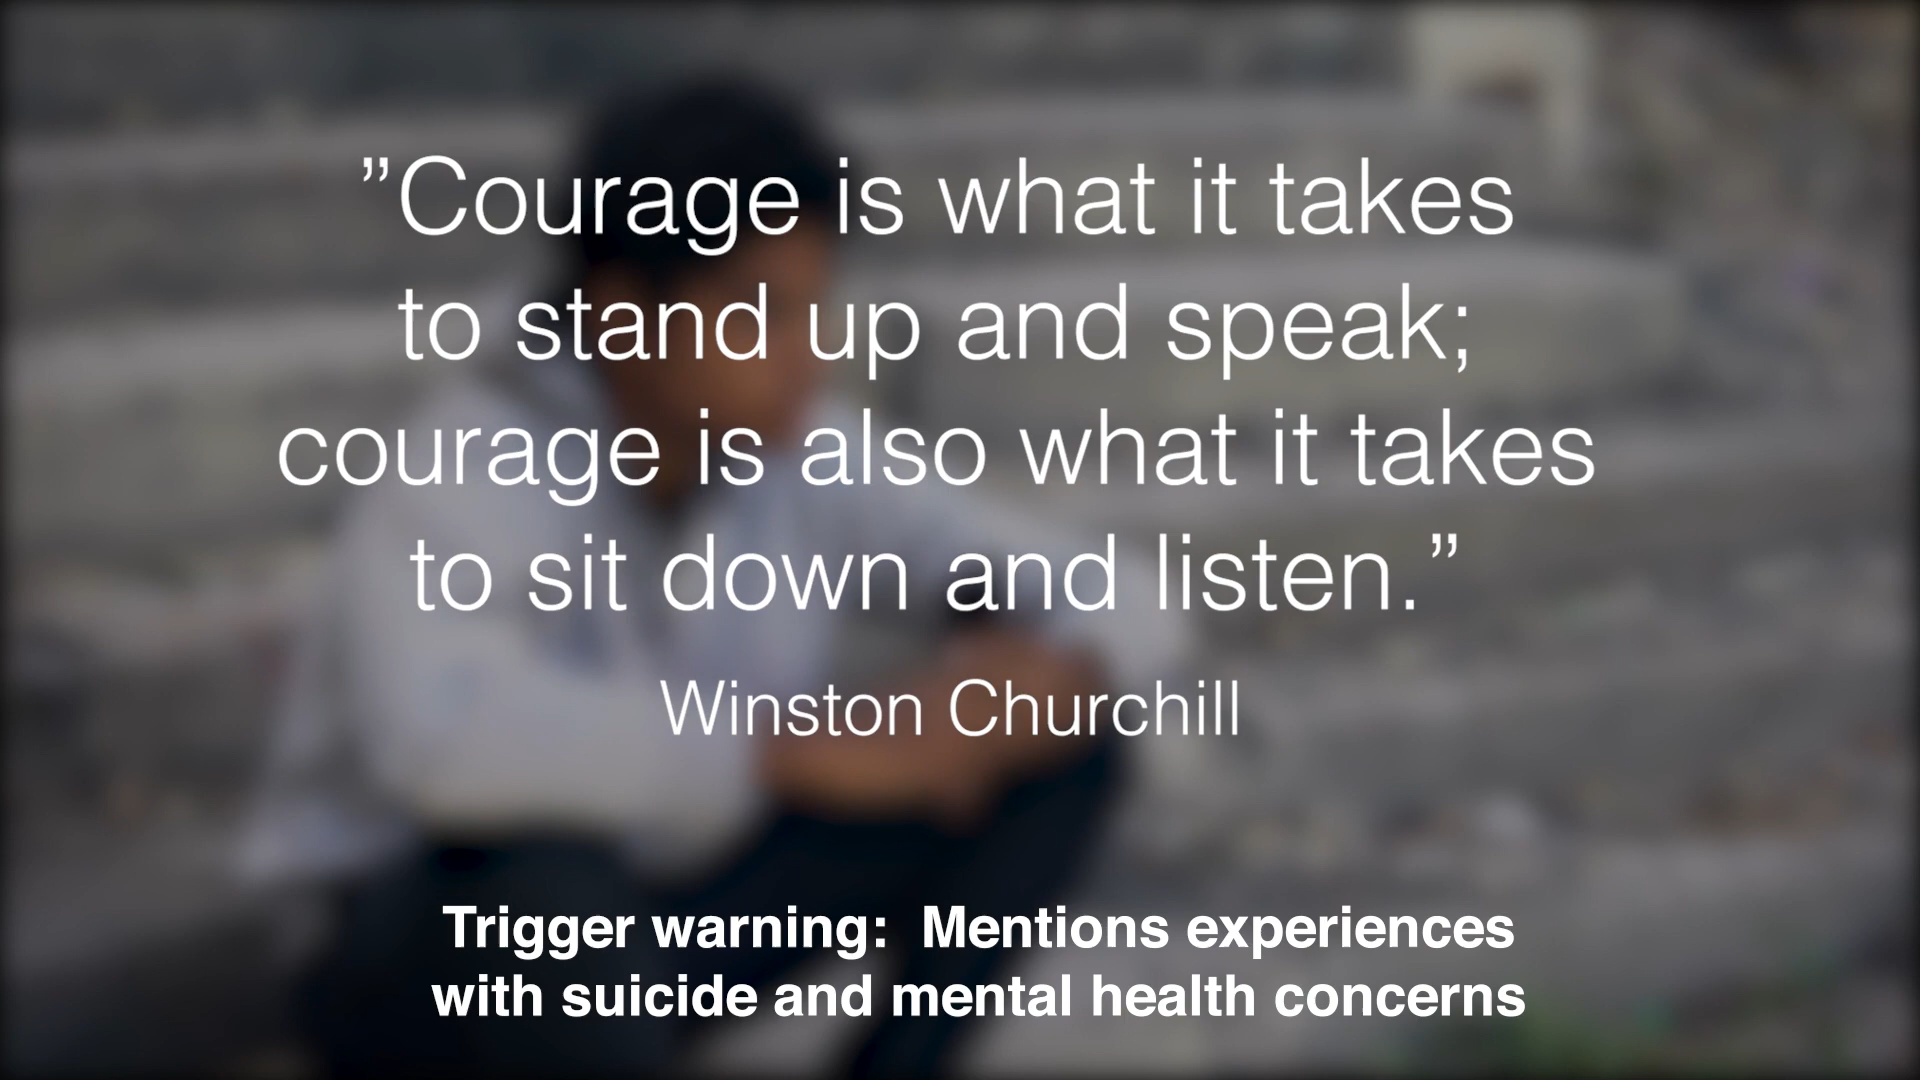 ”Courage is what it takes
to stand up and speak;
courage is also what it takes
to sit down and listen.”
Winston Churchill
Trigger warning:  Mentions experiences
with suicide and mental health concerns